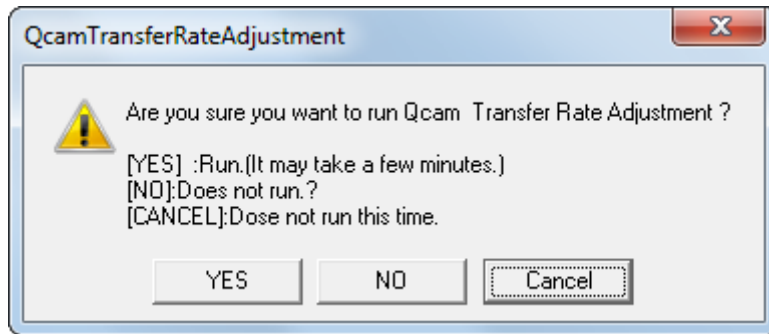 QcamTransferRateAdjustment
Are you sure you want to run Qcam  Transfer Rate Adjustment ?
[YES]  :Run.(It may take a few minutes.)
[NO]:Does not run.?
[CANCEL]:Dose not run this time.
YES NO Cancel